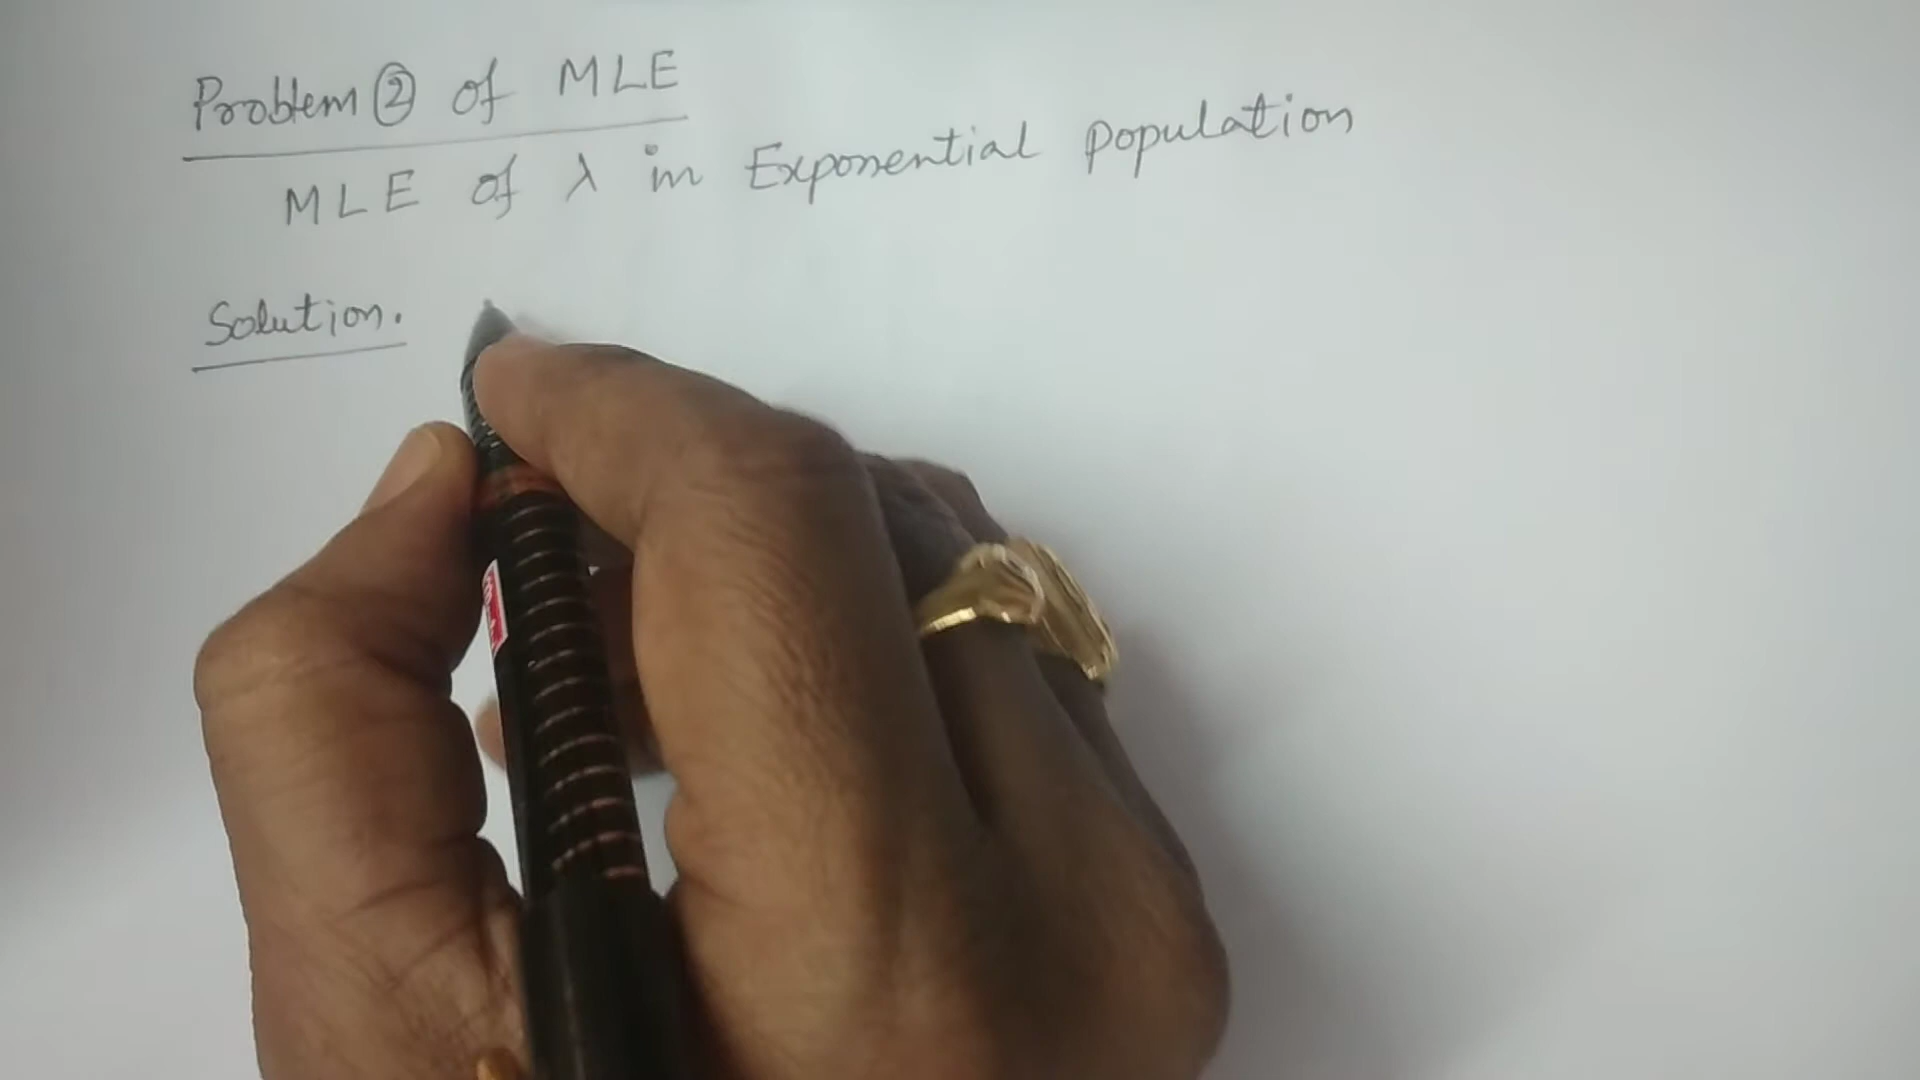 Problem ② of MLE
MLE of λ in Exponential Population
Solution.